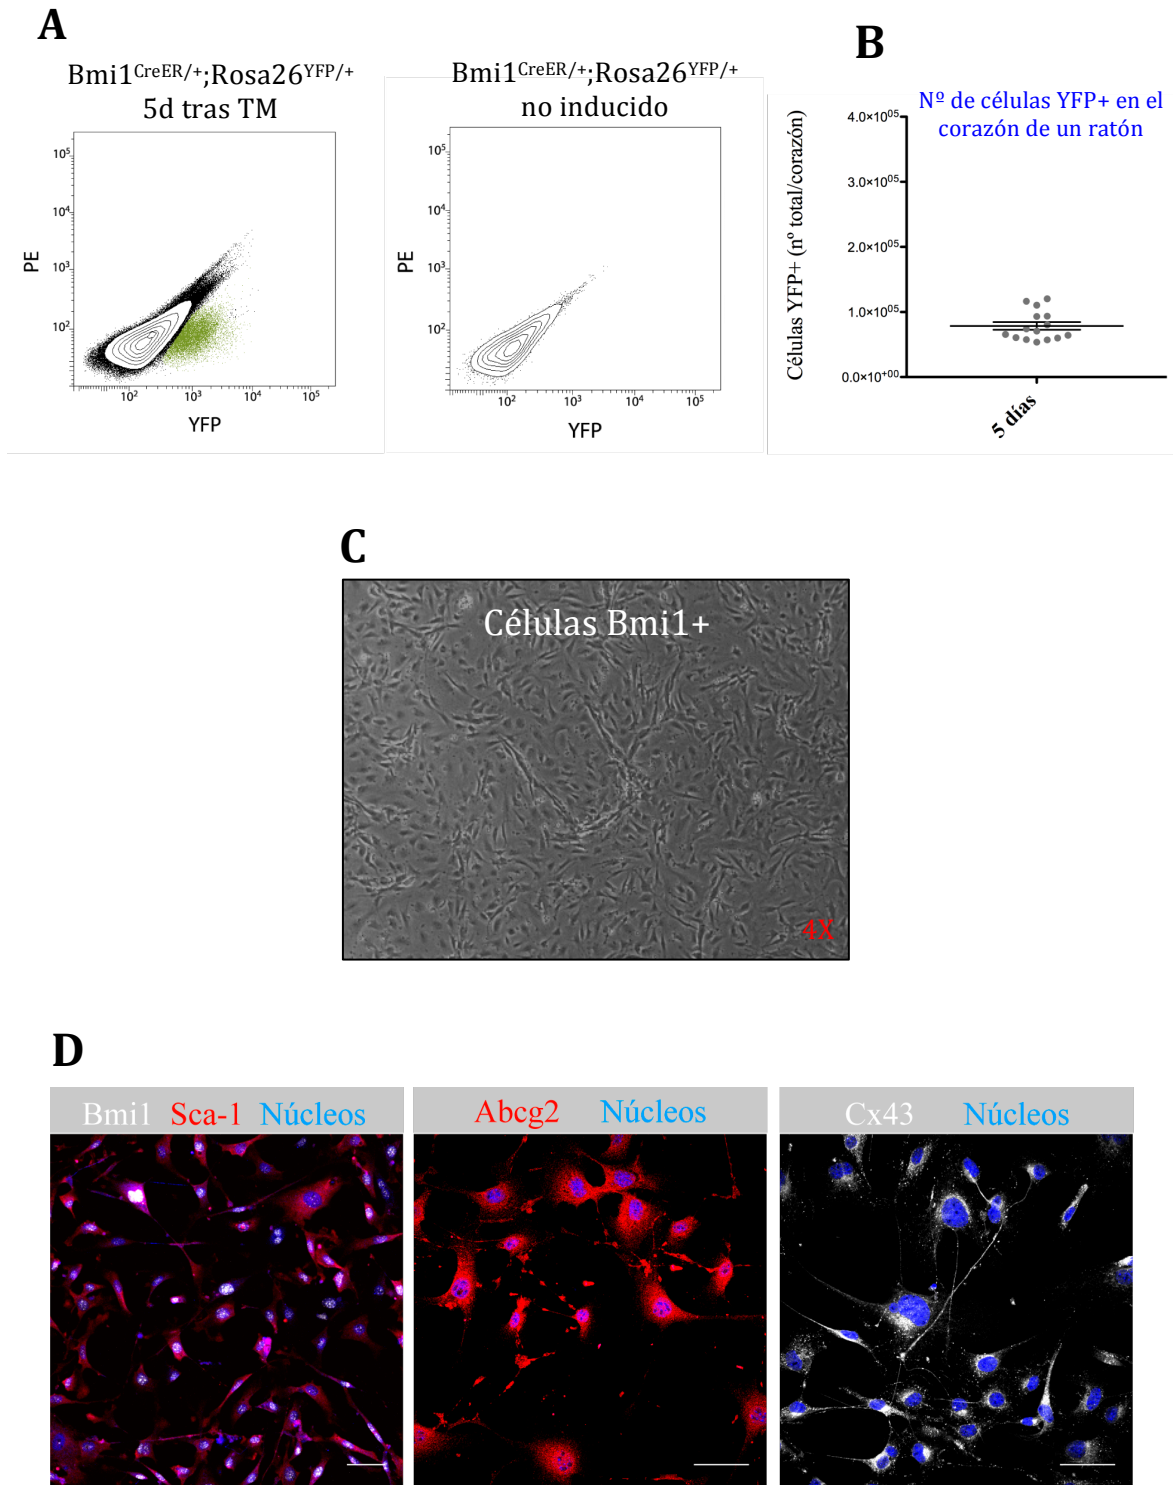 A
Bmi1CreER/+;Rosa26YFP/+
5d tras TM
10⁵
10⁴
10³
10²
PE
10² 10³ 10⁴ 10⁵
YFP
Bmi1CreER/+;Rosa26YFP/+
no inducido
10⁵
10⁴
10³
10²
PE
10² 10³ 10⁴ 10⁵
YFP
B
Nº de células YFP+ en el
corazón de un ratón
Células YFP+ (nº total/corazón)
4.0×10⁰⁵
3.0×10⁰⁵
2.0×10⁰⁵
1.0×10⁰⁵
0.0×10⁺⁰⁰
5 días
C
Células Bmi1+
4X
D
Bmi1 Sca-1 Núcleos
Abcg2 Núcleos
Cx43 Núcleos